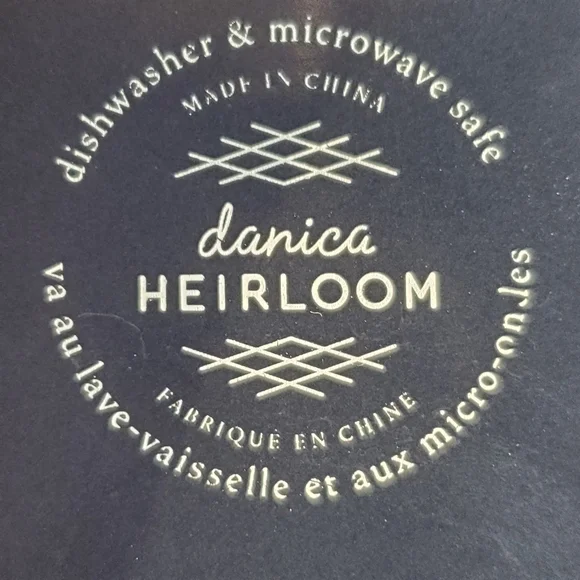 dishwasher & microwave safe
MADE IN CHINA
danica
HEIRLOOM
FABRIQUÉ EN CHINE
va au lave-vaisselle et aux micro-ondes